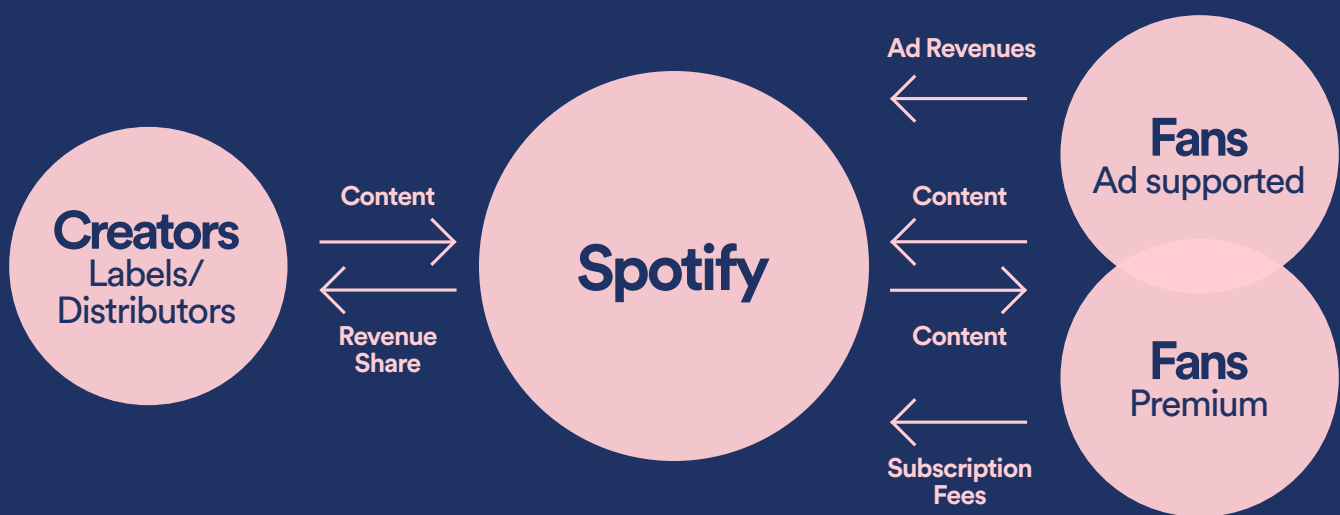 Creators
Labels/
Distributors
Content
Revenue
Share
Spotify
Ad Revenues
Content
Content
Subscription
Fees
Fans
Ad supported
Fans
Premium